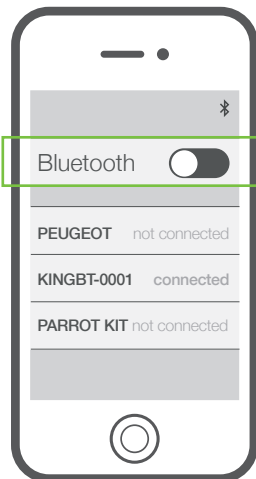 Bluetooth
PEUGEOT not connected
KINGBT-0001 connected
PARROT KIT not connected